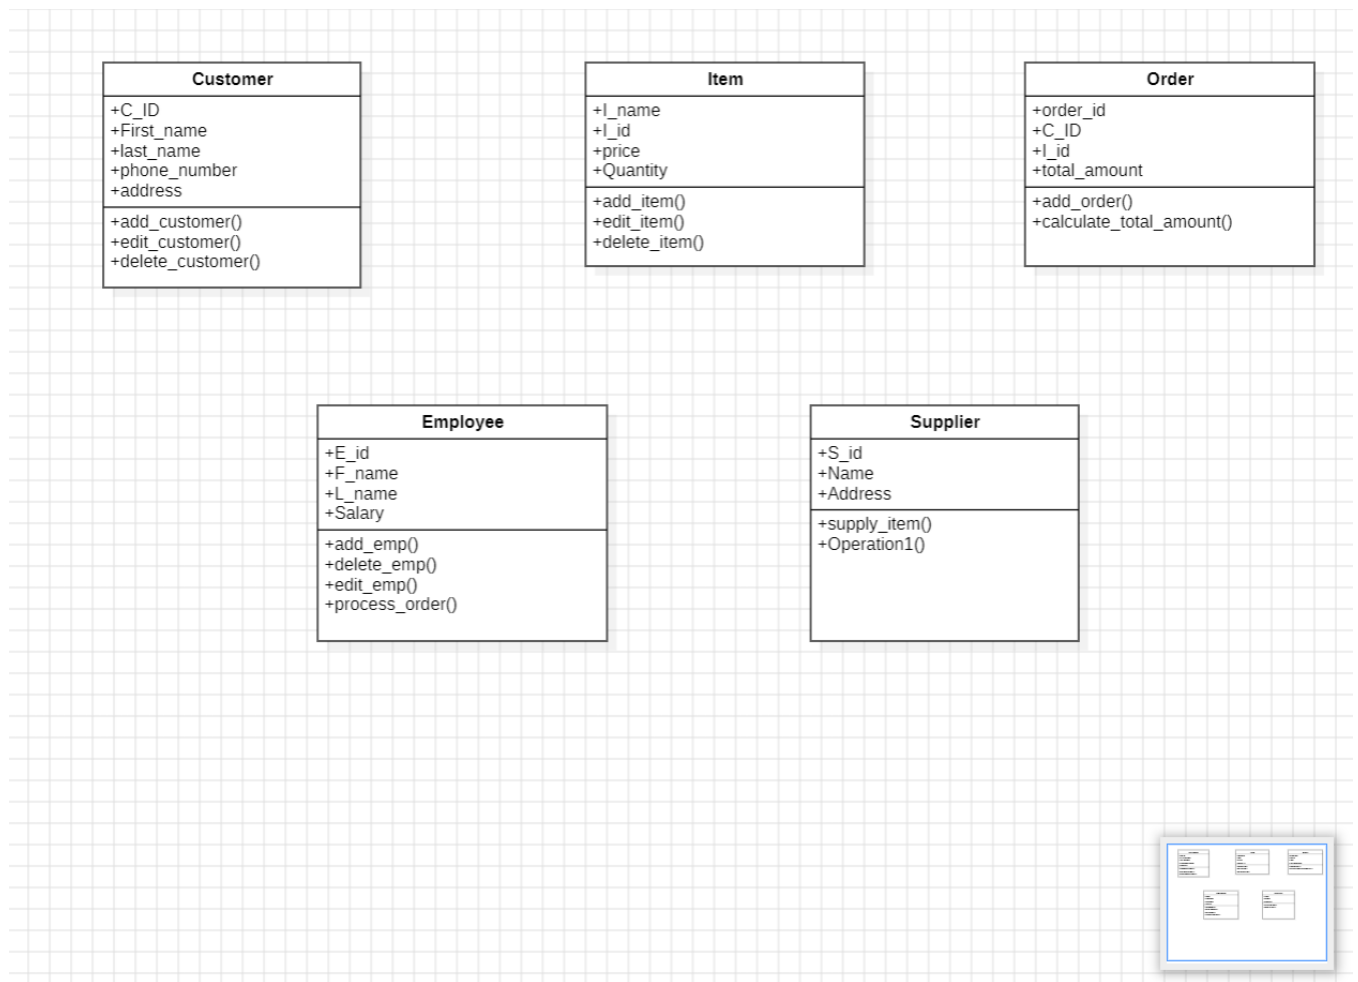 Customer
+C_ID
+First_name
+last_name
+phone_number
+address
+add_customer()
+edit_customer()
+delete_customer()
Item
+I_name
+I_id
+price
+Quantity
+add_item()
+edit_item()
+delete_item()
Order
+order_id
+C_ID
+I_id
+total_amount
+add_order()
+calculate_total_amount()
Employee
+E_id
+F_name
+L_name
+Salary
+add_emp()
+delete_emp()
+edit_emp()
+process_order()
Supplier
+S_id
+Name
+Address
+supply_item()
+Operation1()